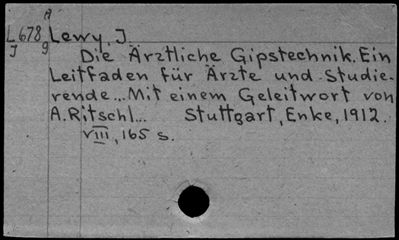 A
L678 Lewy, J
J 9
Die Ärztliche Gipstechnik. Ein
Leitfaden für Ärzte und Studie-
rende... Mit einem Geleitwort von
A. Ritschl... Stuttgart, Enke, 1912.
VIII, 165 s.